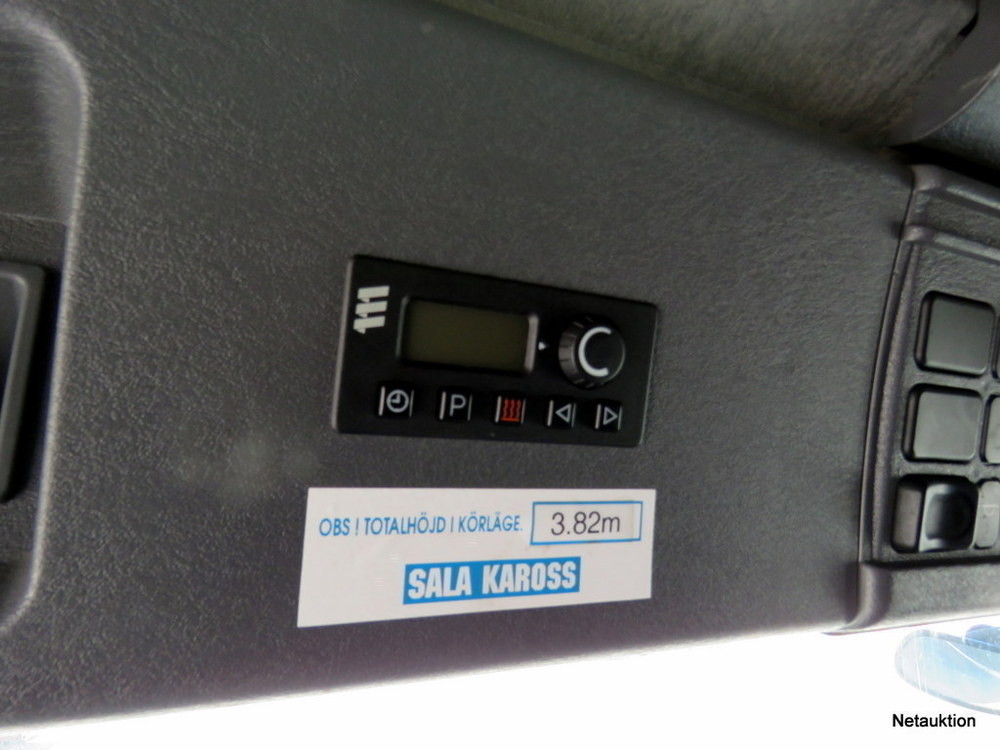 111
P
OBS ! TOTALHÖJD I KÖRLÄGE. 3.82m
SALA KAROSS
Netauktion